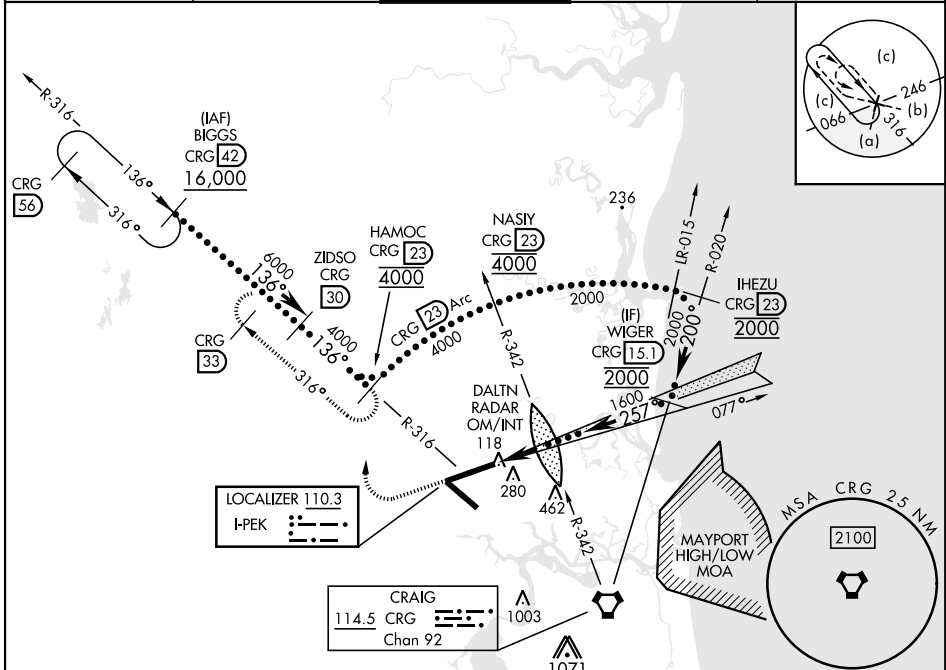 R-316
(IAF)
BIGGS
CRG 42
16,000
136°
316°
CRG
56
6000
136°
ZIDSO
CRG
30
HAMOC
CRG 23
4000
4000
136°
CRG
33
316°
R-316
CRG 23 Arc
4000
NASIY
CRG 23
4000
R-342
2000
236
LR-015
R-020
IHEZU
CRG 23
2000
2000
200°
(IF)
WIGER
CRG 15.1
2000
1600
257°
077°
DALTN
RADAR
OM/INT
118
280
462
R-342
LOCALIZER 110.3
I-PEK
CRAIG
114.5 CRG
Chan 92
1003
1071
MAYPORT
HIGH/LOW
MOA
MSA CRG 25 NM
2100
(c)
(c)
246
(b)
066
316
(a)